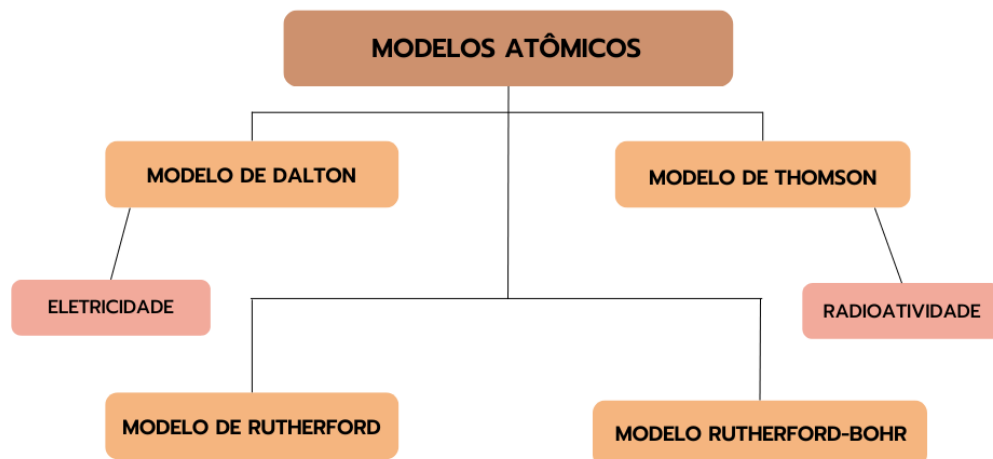 MODELOS ATÔMICOS
MODELO DE DALTON
MODELO DE THOMSON
ELETRICIDADE
RADIOATIVIDADE
MODELO DE RUTHERFORD
MODELO RUTHERFORD-BOHR